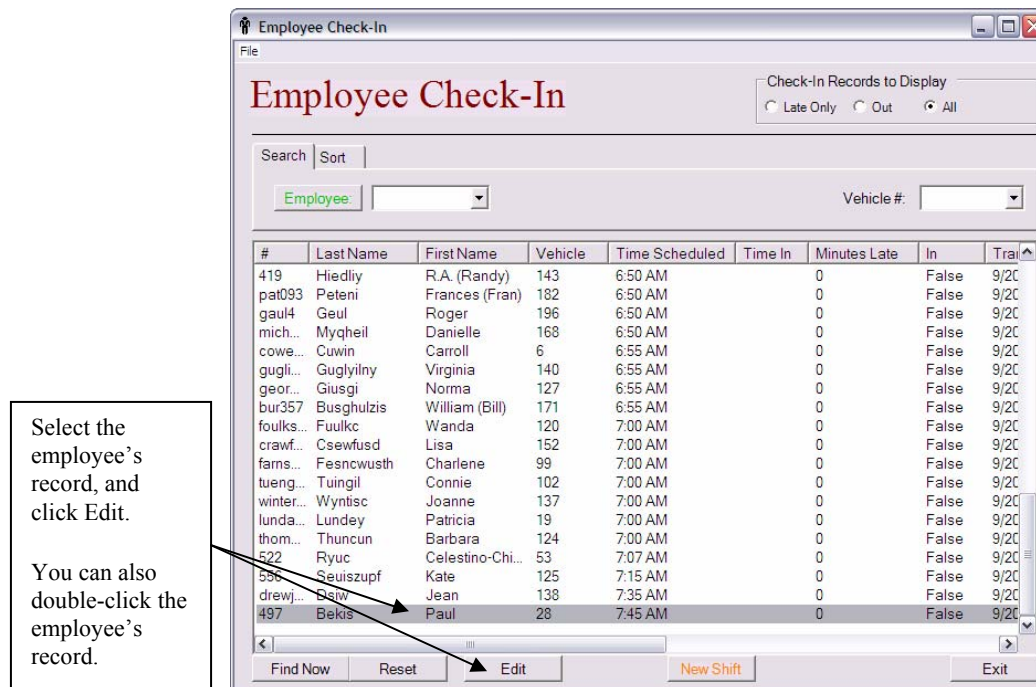 Employee Check-In
File
Employee Check-In
Check-In Records to Display
Late Only Out All
Search Sort
Employee: Vehicle #:
# Last Name First Name Vehicle Time Scheduled Time In Minutes Late In Tra
419 Hiedliy R.A. (Randy) 143 6:50 AM 0 False 9/20
pat093 Peteni Frances (Fran) 182 6:50 AM 0 False 9/20
gaul4 Geul Roger 196 6:50 AM 0 False 9/20
mich... Myqheil Danielle 168 6:50 AM 0 False 9/20
cowe... Cuwin Carroll 6 6:55 AM 0 False 9/20
gugli... Guglyilny Virginia 140 6:55 AM 0 False 9/20
geor... Giusgi Norma 127 6:55 AM 0 False 9/20
bur357 Busghulzis William (Bill) 171 6:55 AM 0 False 9/20
foulks... Fuulkc Wanda 120 7:00 AM 0 False 9/20
crawf... Csewfusd Lisa 152 7:00 AM 0 False 9/20
farns... Fesncwusth Charlene 99 7:00 AM 0 False 9/20
tueng... Tuingil Connie 102 7:00 AM 0 False 9/20
winter... Wyntisc Joanne 137 7:00 AM 0 False 9/20
lunda... Lundey Patricia 19 7:00 AM 0 False 9/20
thom... Thuncun Barbara 124 7:00 AM 0 False 9/20
522 Ryuc Celestino-Chi... 53 7:07 AM 0 False 9/20
556 Seuiszupf Kate 125 7:15 AM 0 False 9/20
drewj... Dsiw Jean 138 7:35 AM 0 False 9/20
497 Bekis Paul 28 7:45 AM 0 False 9/20
Find Now Reset Edit New Shift Exit
Select the
employee's
record, and
click Edit.
You can also
double-click the
employee's
record.